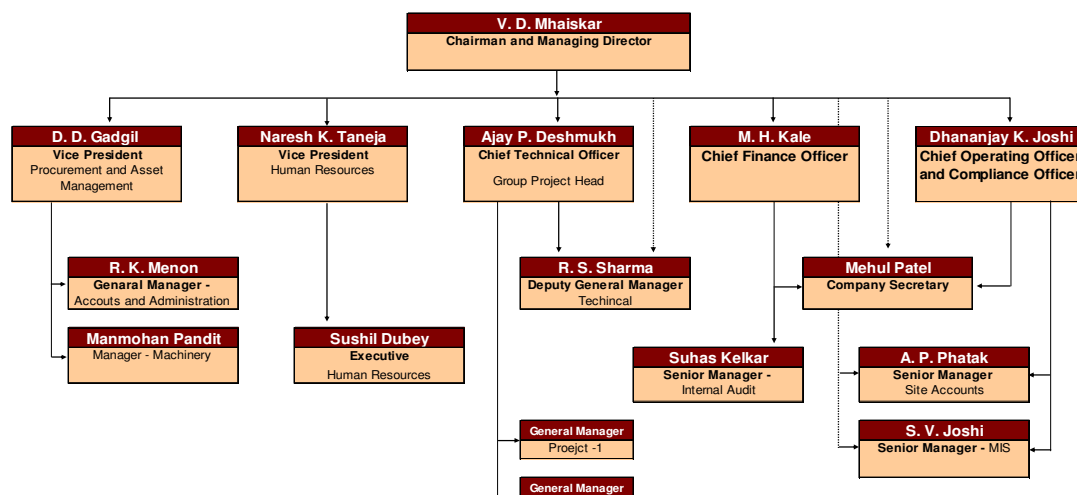 V. D. Mhaiskar
Chairman and Managing Director
D. D. Gadgil
Vice President
Procurement and Asset
Management
Naresh K. Taneja
Vice President
Human Resources
Ajay P. Deshmukh
Chief Technical Officer
Group Project Head
M. H. Kale
Chief Finance Officer
Dhananjay K. Joshi
Chief Operating Officer
and Compliance Officer
R. K. Menon
Genaral Manager -
Accouts and Administration
R. S. Sharma
Deputy General Manager
Techincal
Mehul Patel
Company Secretary
Manmohan Pandit
Manager - Machinery
Sushil Dubey
Executive
Human Resources
Suhas Kelkar
Senior Manager -
Internal Audit
A. P. Phatak
Senior Manager
Site Accounts
General Manager
Proejct -1
S. V. Joshi
Senior Manager - MIS
General Manager